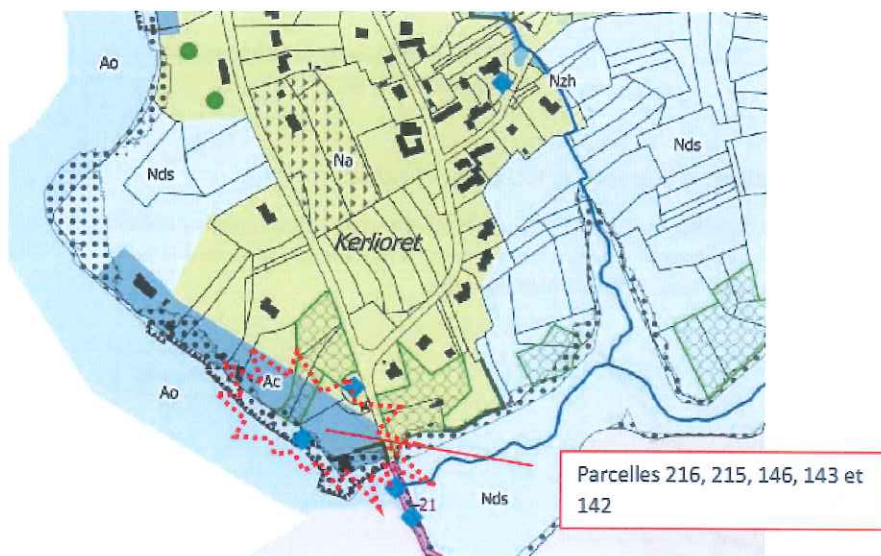 Ao
Nzh
Na
Nds
Nds
Kerlioret
Ac
Ao
Parcelles 216, 215, 146, 143 et
142
Nds
21